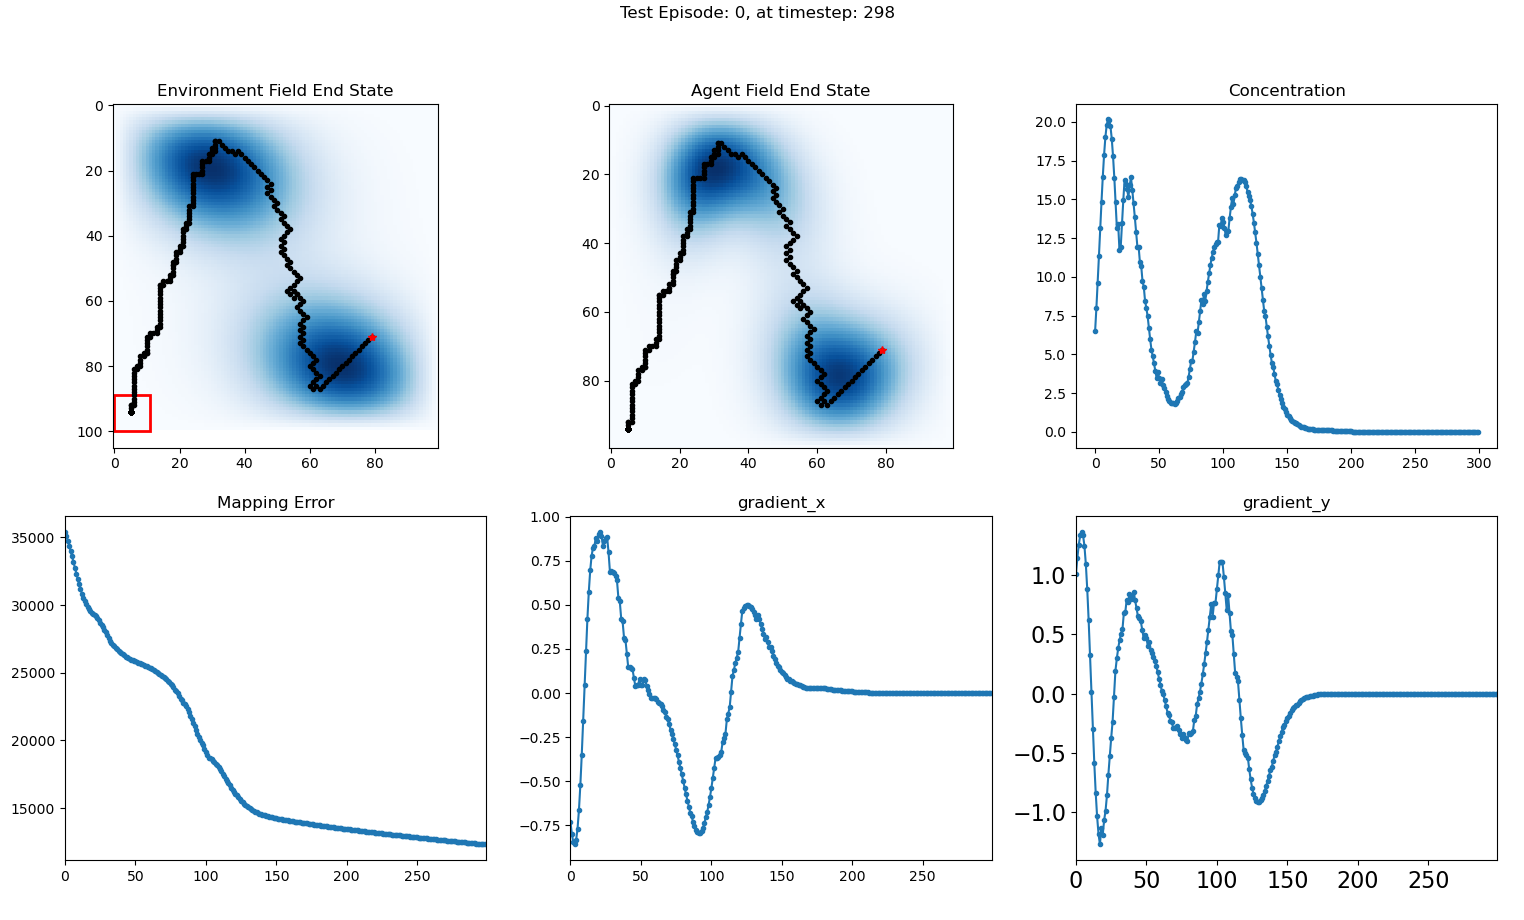 Test Episode: 0, at timestep: 298
Environment Field End State
0
20
40
60
80
100
0 20 40 60 80
Agent Field End State
0
20
40
60
80
0 20 40 60 80
Concentration
20.0
17.5
15.0
12.5
10.0
7.5
5.0
2.5
0.0
0 50 100 150 200 250 300
Mapping Error
35000
30000
25000
20000
15000
0 50 100 150 200 250
gradient_x
1.00
0.75
0.50
0.25
0.00
−0.25
−0.50
−0.75
0 50 100 150 200 250
gradient_y
1.0
0.5
0.0
−0.5
−1.0
0 50 100 150 200 250